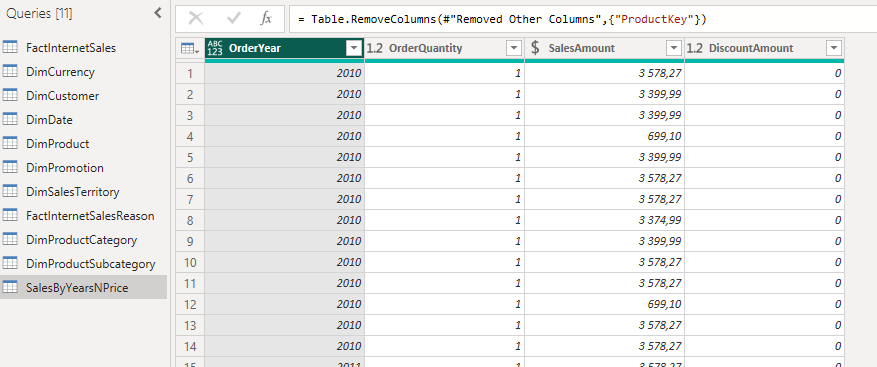 Queries [11]
FactInternetSales
DimCurrency
DimCustomer
DimDate
DimProduct
DimPromotion
DimSalesTerritory
FactInternetSalesReason
DimProductCategory
DimProductSubcategory
SalesByYearsNPrice
fx = Table.RemoveColumns(#"Removed Other Columns",{"ProductKey"})
ABC 123 OrderYear 1.2 OrderQuantity $ SalesAmount 1.2 DiscountAmount
1 2010 1 3 578,27 0
2 2010 1 3 399,99 0
3 2010 1 3 399,99 0
4 2010 1 699,10 0
5 2010 1 3 399,99 0
6 2010 1 3 578,27 0
7 2010 1 3 578,27 0
8 2010 1 3 374,99 0
9 2010 1 3 399,99 0
10 2010 1 3 578,27 0
11 2010 1 3 578,27 0
12 2010 1 699,10 0
13 2010 1 3 578,27 0
14 2010 1 3 578,27 0
15 2011 1 3 578,27 0